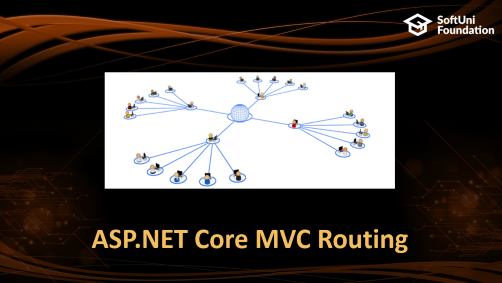 SoftUni
Foundation
ASP.NET Core MVC Routing